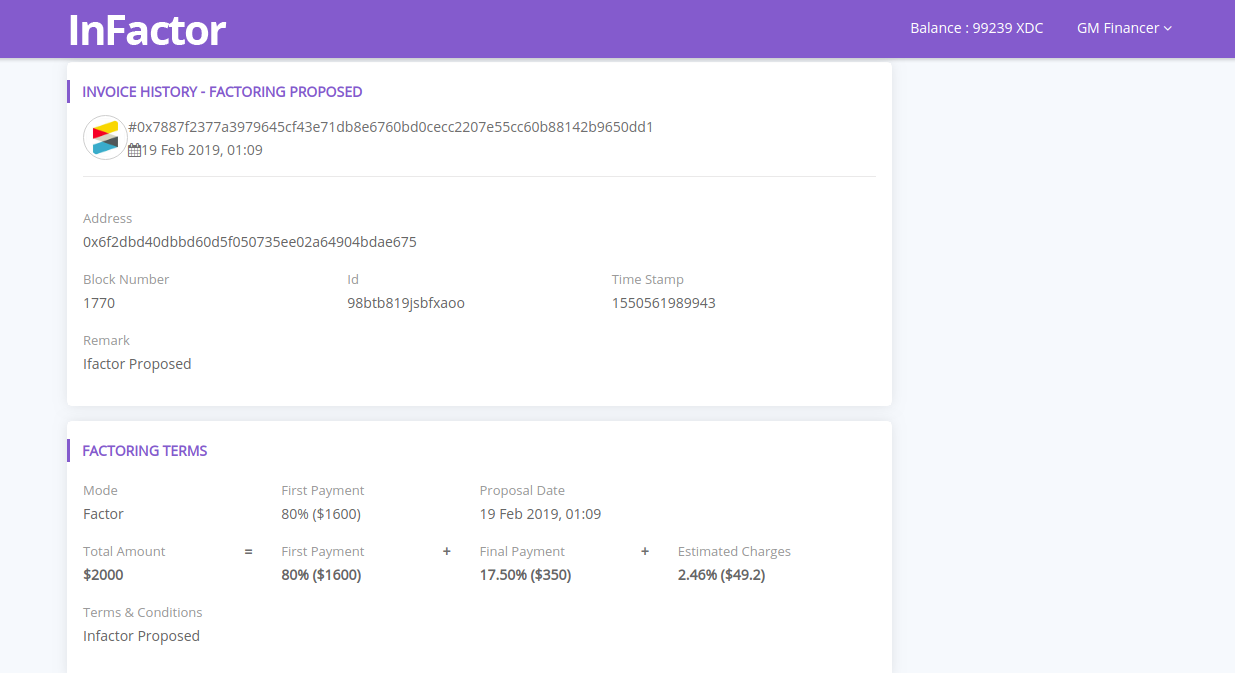 InFactor
Balance : 99239 XDC GM Financer
INVOICE HISTORY - FACTORING PROPOSED
#0x7887f2377a3979645cf43e71db8e6760bd0cecc2207e55cc60b88142b9650dd1
19 Feb 2019, 01:09
Address
0x6f2dbd40dbbd60d5f050735ee02a64904bdae675
Block Number Id Time Stamp
1770 98btb819jsbfxaoo 1550561989943
Remark
Ifactor Proposed
FACTORING TERMS
Mode First Payment Proposal Date
Factor 80% ($1600) 19 Feb 2019, 01:09
Total Amount = First Payment + Final Payment + Estimated Charges
$2000 80% ($1600) 17.50% ($350) 2.46% ($49.2)
Terms & Conditions
Infactor Proposed